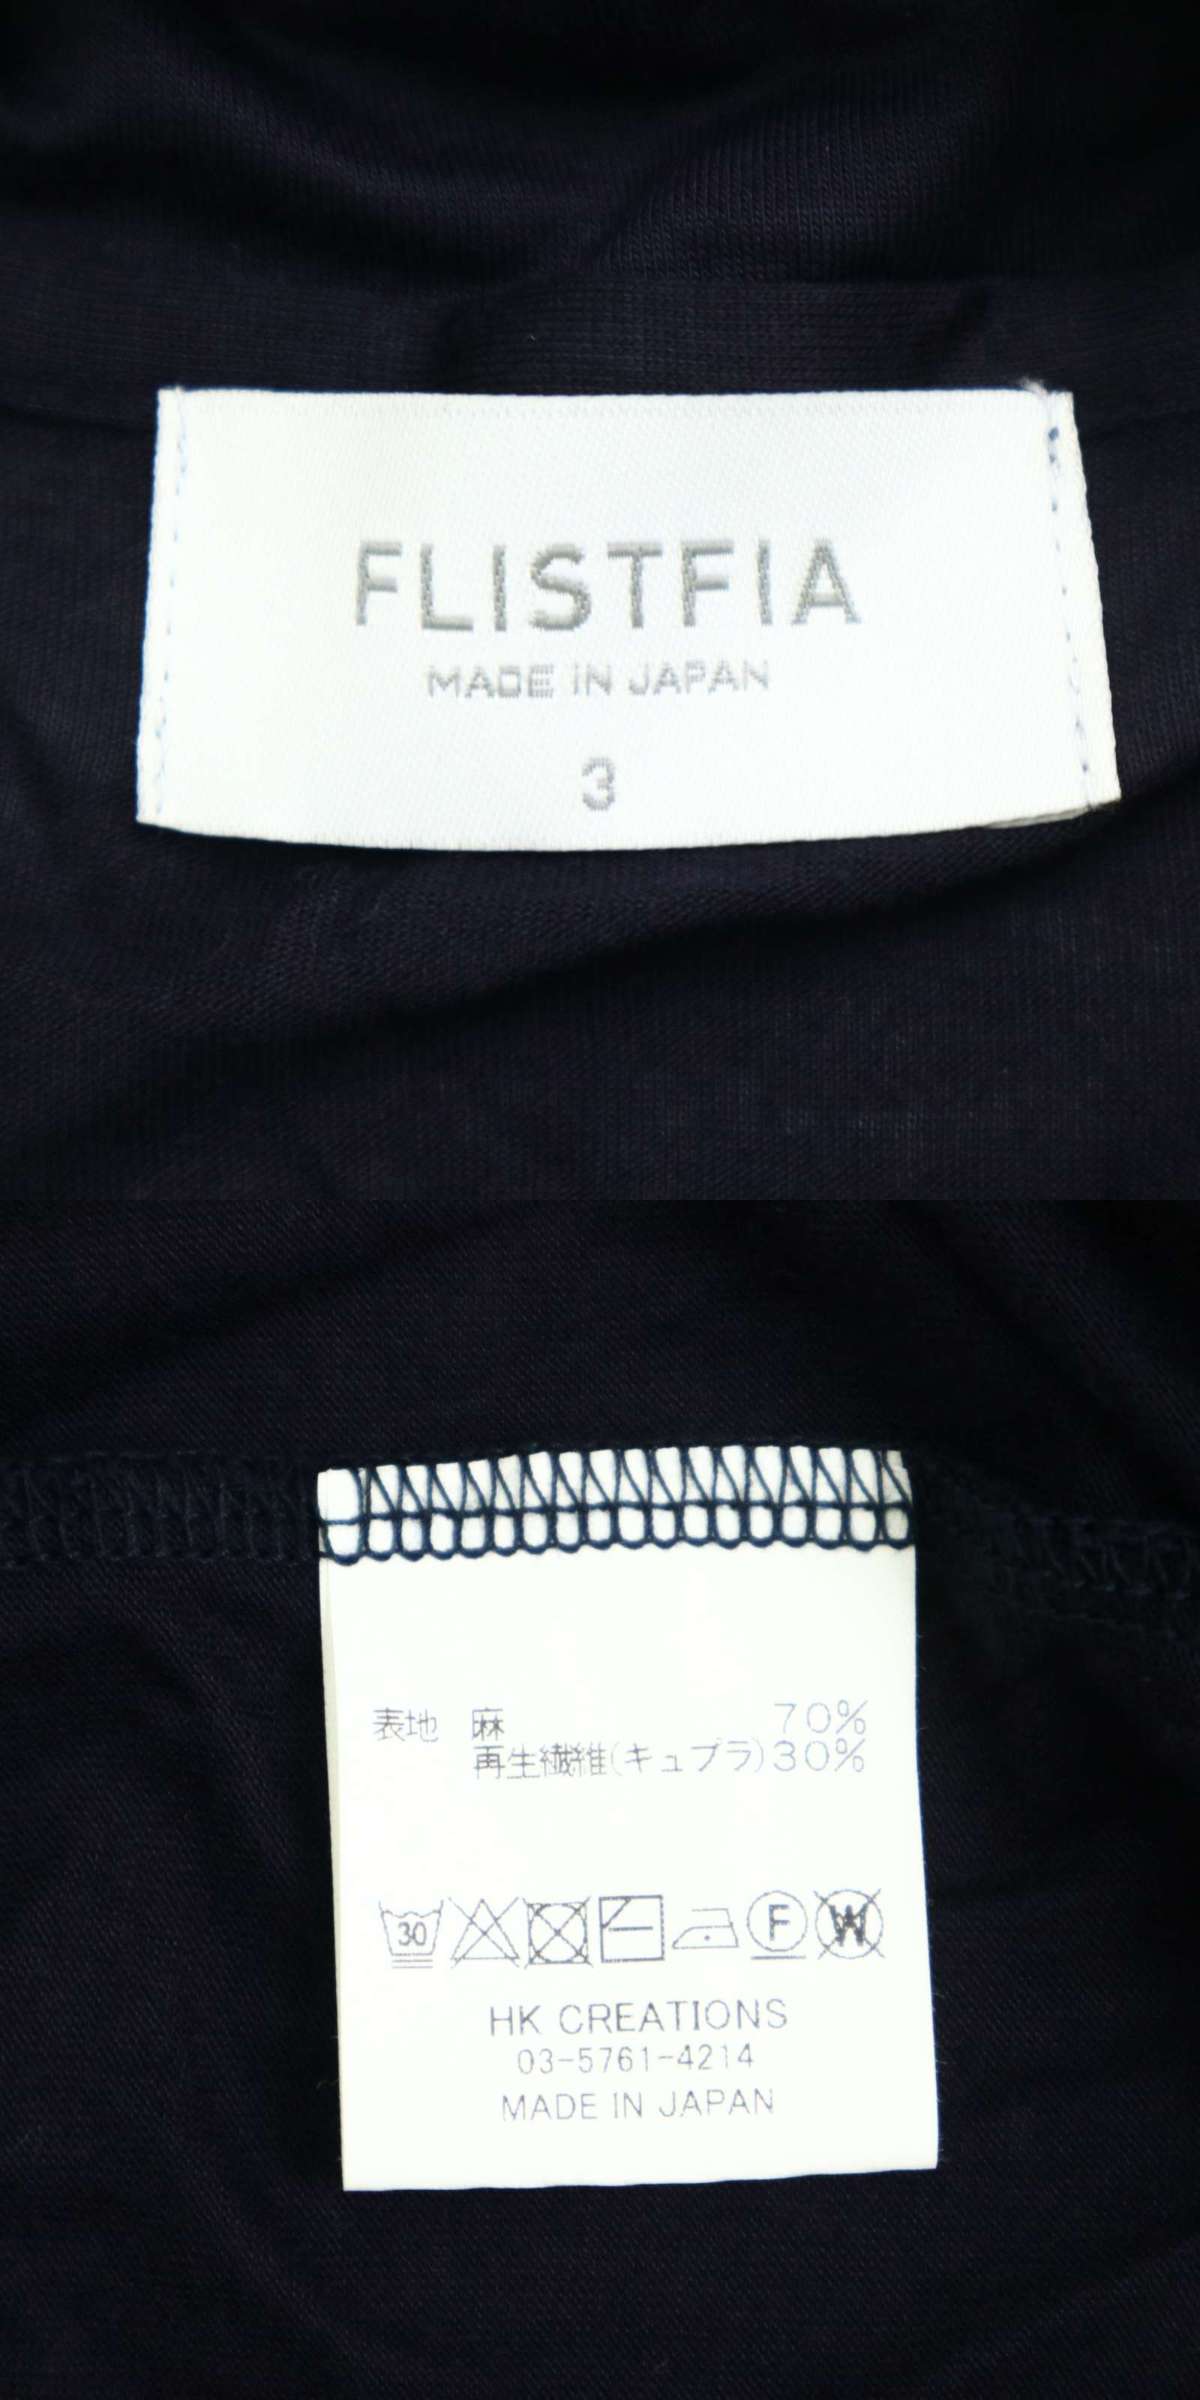 FLISTFIA
MADE IN JAPAN
3
表地 麻 70%
再生繊維(キュプラ)30%
30 F W
HK CREATIONS
03-5761-4214
MADE IN JAPAN